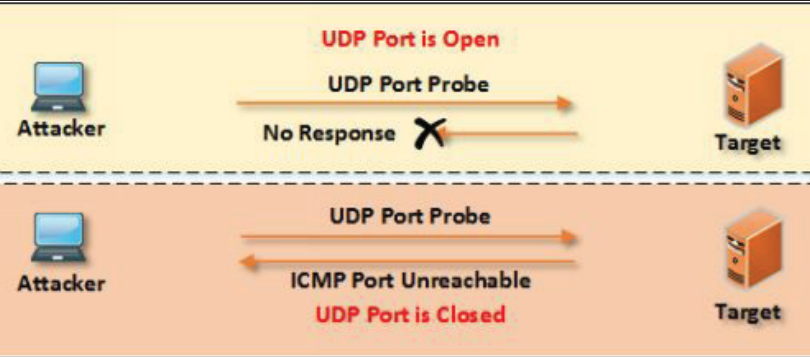 UDP Port is Open
UDP Port Probe
Attacker
No Response
Target
UDP Port Probe
Attacker
ICMP Port Unreachable
UDP Port is Closed
Target